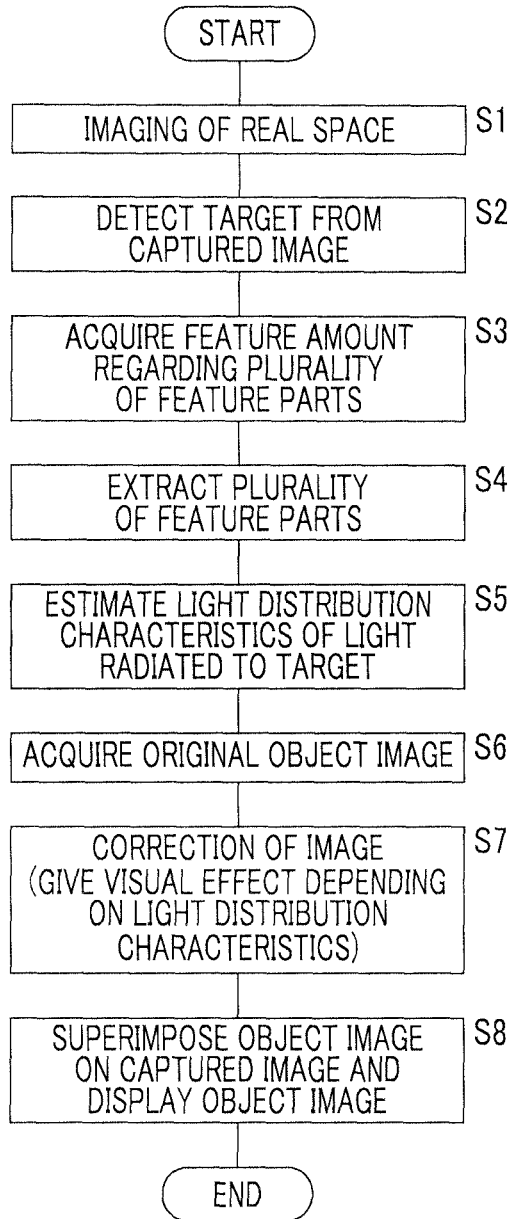 START
IMAGING OF REAL SPACE
S1
DETECT TARGET FROM
CAPTURED IMAGE
S2
ACQUIRE FEATURE AMOUNT
REGARDING PLURALITY
OF FEATURE PARTS
S3
EXTRACT PLURALITY
OF FEATURE PARTS
S4
ESTIMATE LIGHT DISTRIBUTION
CHARACTERISTICS OF LIGHT
RADIATED TO TARGET
S5
ACQUIRE ORIGINAL OBJECT IMAGE
S6
CORRECTION OF IMAGE
(GIVE VISUAL EFFECT DEPENDING
ON LIGHT DISTRIBUTION
CHARACTERISTICS)
S7
SUPERIMPOSE OBJECT IMAGE
ON CAPTURED IMAGE AND
DISPLAY OBJECT IMAGE
S8
END